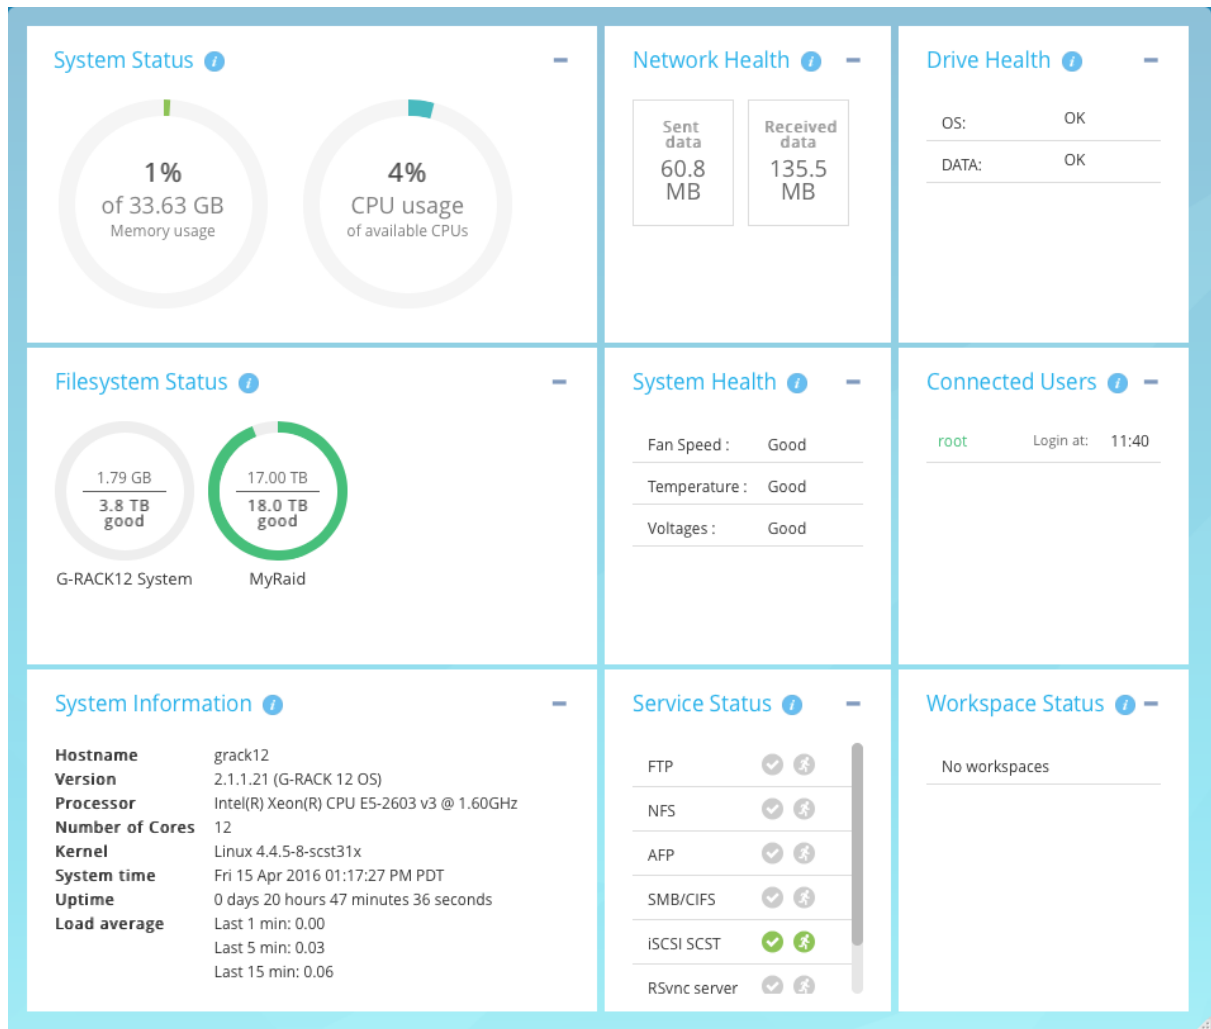 System Status
1%
of 33.63 GB
Memory usage
4%
CPU usage
of available CPUs
Network Health
Sent
data
60.8
MB
Received
data
135.5
MB
Drive Health
OS: OK
DATA: OK
Filesystem Status
1.79 GB
3.8 TB
good
G-RACK12 System
17.00 TB
18.0 TB
good
MyRaid
System Health
Fan Speed : Good
Temperature : Good
Voltages : Good
Connected Users
root Login at: 11:40
System Information
Hostname grack12
Version 2.1.1.21 (G-RACK 12 OS)
Processor Intel(R) Xeon(R) CPU E5-2603 v3 @ 1.60GHz
Number of Cores 12
Kernel Linux 4.4.5-8-scst31x
System time Fri 15 Apr 2016 01:17:27 PM PDT
Uptime 0 days 20 hours 47 minutes 36 seconds
Load average Last 1 min: 0.00
Last 5 min: 0.03
Last 15 min: 0.06
Service Status
FTP
NFS
AFP
SMB/CIFS
iSCSI SCST
RSync server
Workspace Status
No workspaces